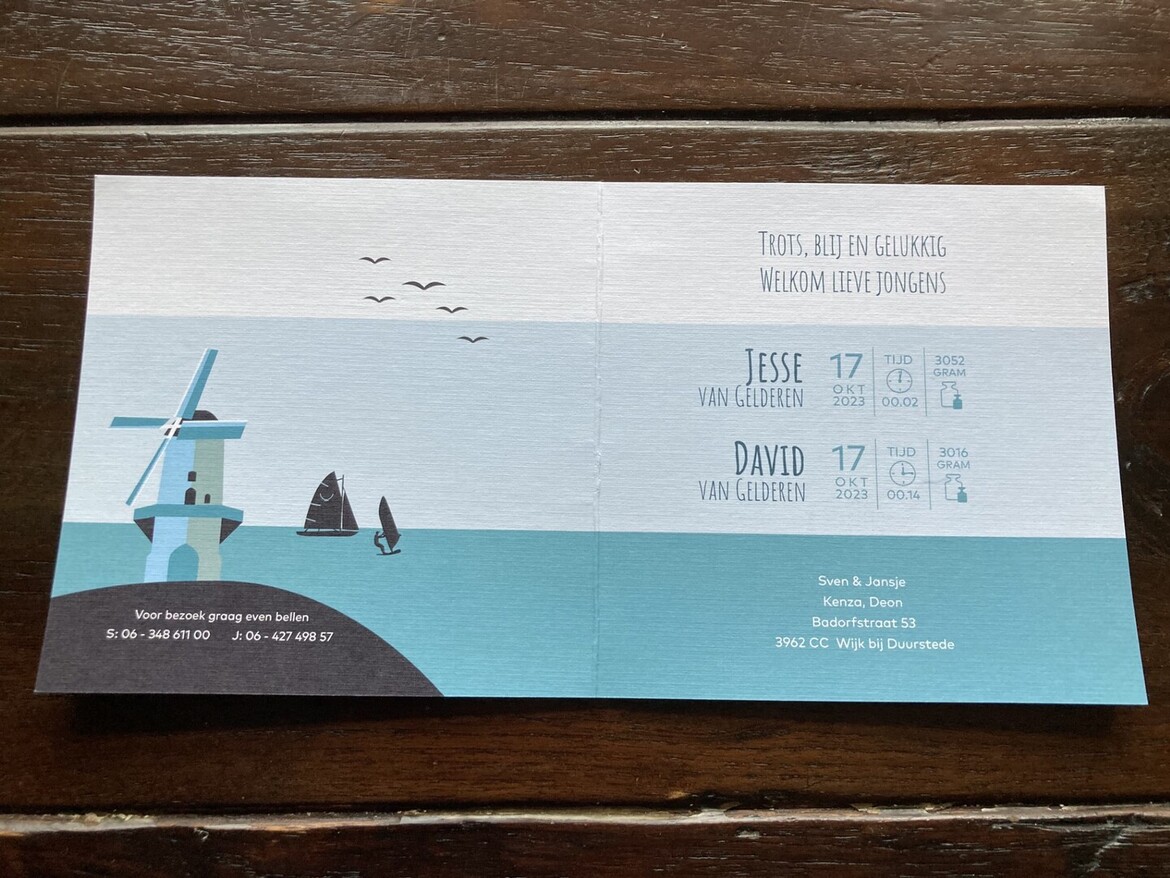 Trots, blij en gelukkig
Welkom lieve jongens
Jesse
van Gelderen
17
OKT
2023
TIJD
00.02
3052
GRAM
David
van Gelderen
17
OKT
2023
TIJD
00.14
3016
GRAM
Sven & Jansje
Kenza, Deon
Badorfstraat 53
3962 CC Wijk bij Duurstede
Voor bezoek graag even bellen
S: 06 - 348 611 00 J: 06 - 427 498 57